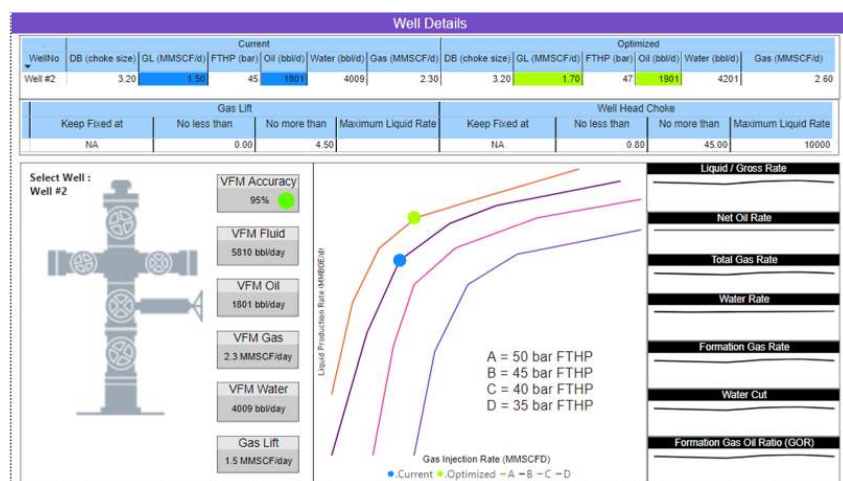 Well Details
Current Optimized
WellNo DB (choke size) GL (MMSCF/d) FTHP (bar) Oil (bbl/d) Water (bbl/d) Gas (MMSCF/d) DB (choke size) GL (MMSCF/d) FTHP (bar) Oil (bbl/d) Water (bbl/d) Gas (MMSCF/d)
Well #2 3.20 1.50 45 1801 4009 2.30 3.20 1.70 47 1901 4201 2.60
Gas Lift Well Head Choke
Keep Fixed at No less than No more than Maximum Liquid Rate Keep Fixed at No less than No more than Maximum Liquid Rate
NA 0.00 4.50 NA 0.80 45.00 10000
Select Well :
Well #2
VFM Accuracy
95%
VFM Fluid
5810 bbl/day
VFM Oil
1801 bbl/day
VFM Gas
2.3 MMSCF/day
VFM Water
4009 bbl/day
Gas Lift
1.5 MMSCF/day
Liquid Production Rate (MMBOE/d)
A = 50 bar FTHP
B = 45 bar FTHP
C = 40 bar FTHP
D = 35 bar FTHP
Gas Injection Rate (MMSCFD)
.Current .Optimized A B C D
Liquid / Gross Rate
Net Oil Rate
Total Gas Rate
Water Rate
Formation Gas Rate
Water Cut
Formation Gas Oil Ratio (GOR)